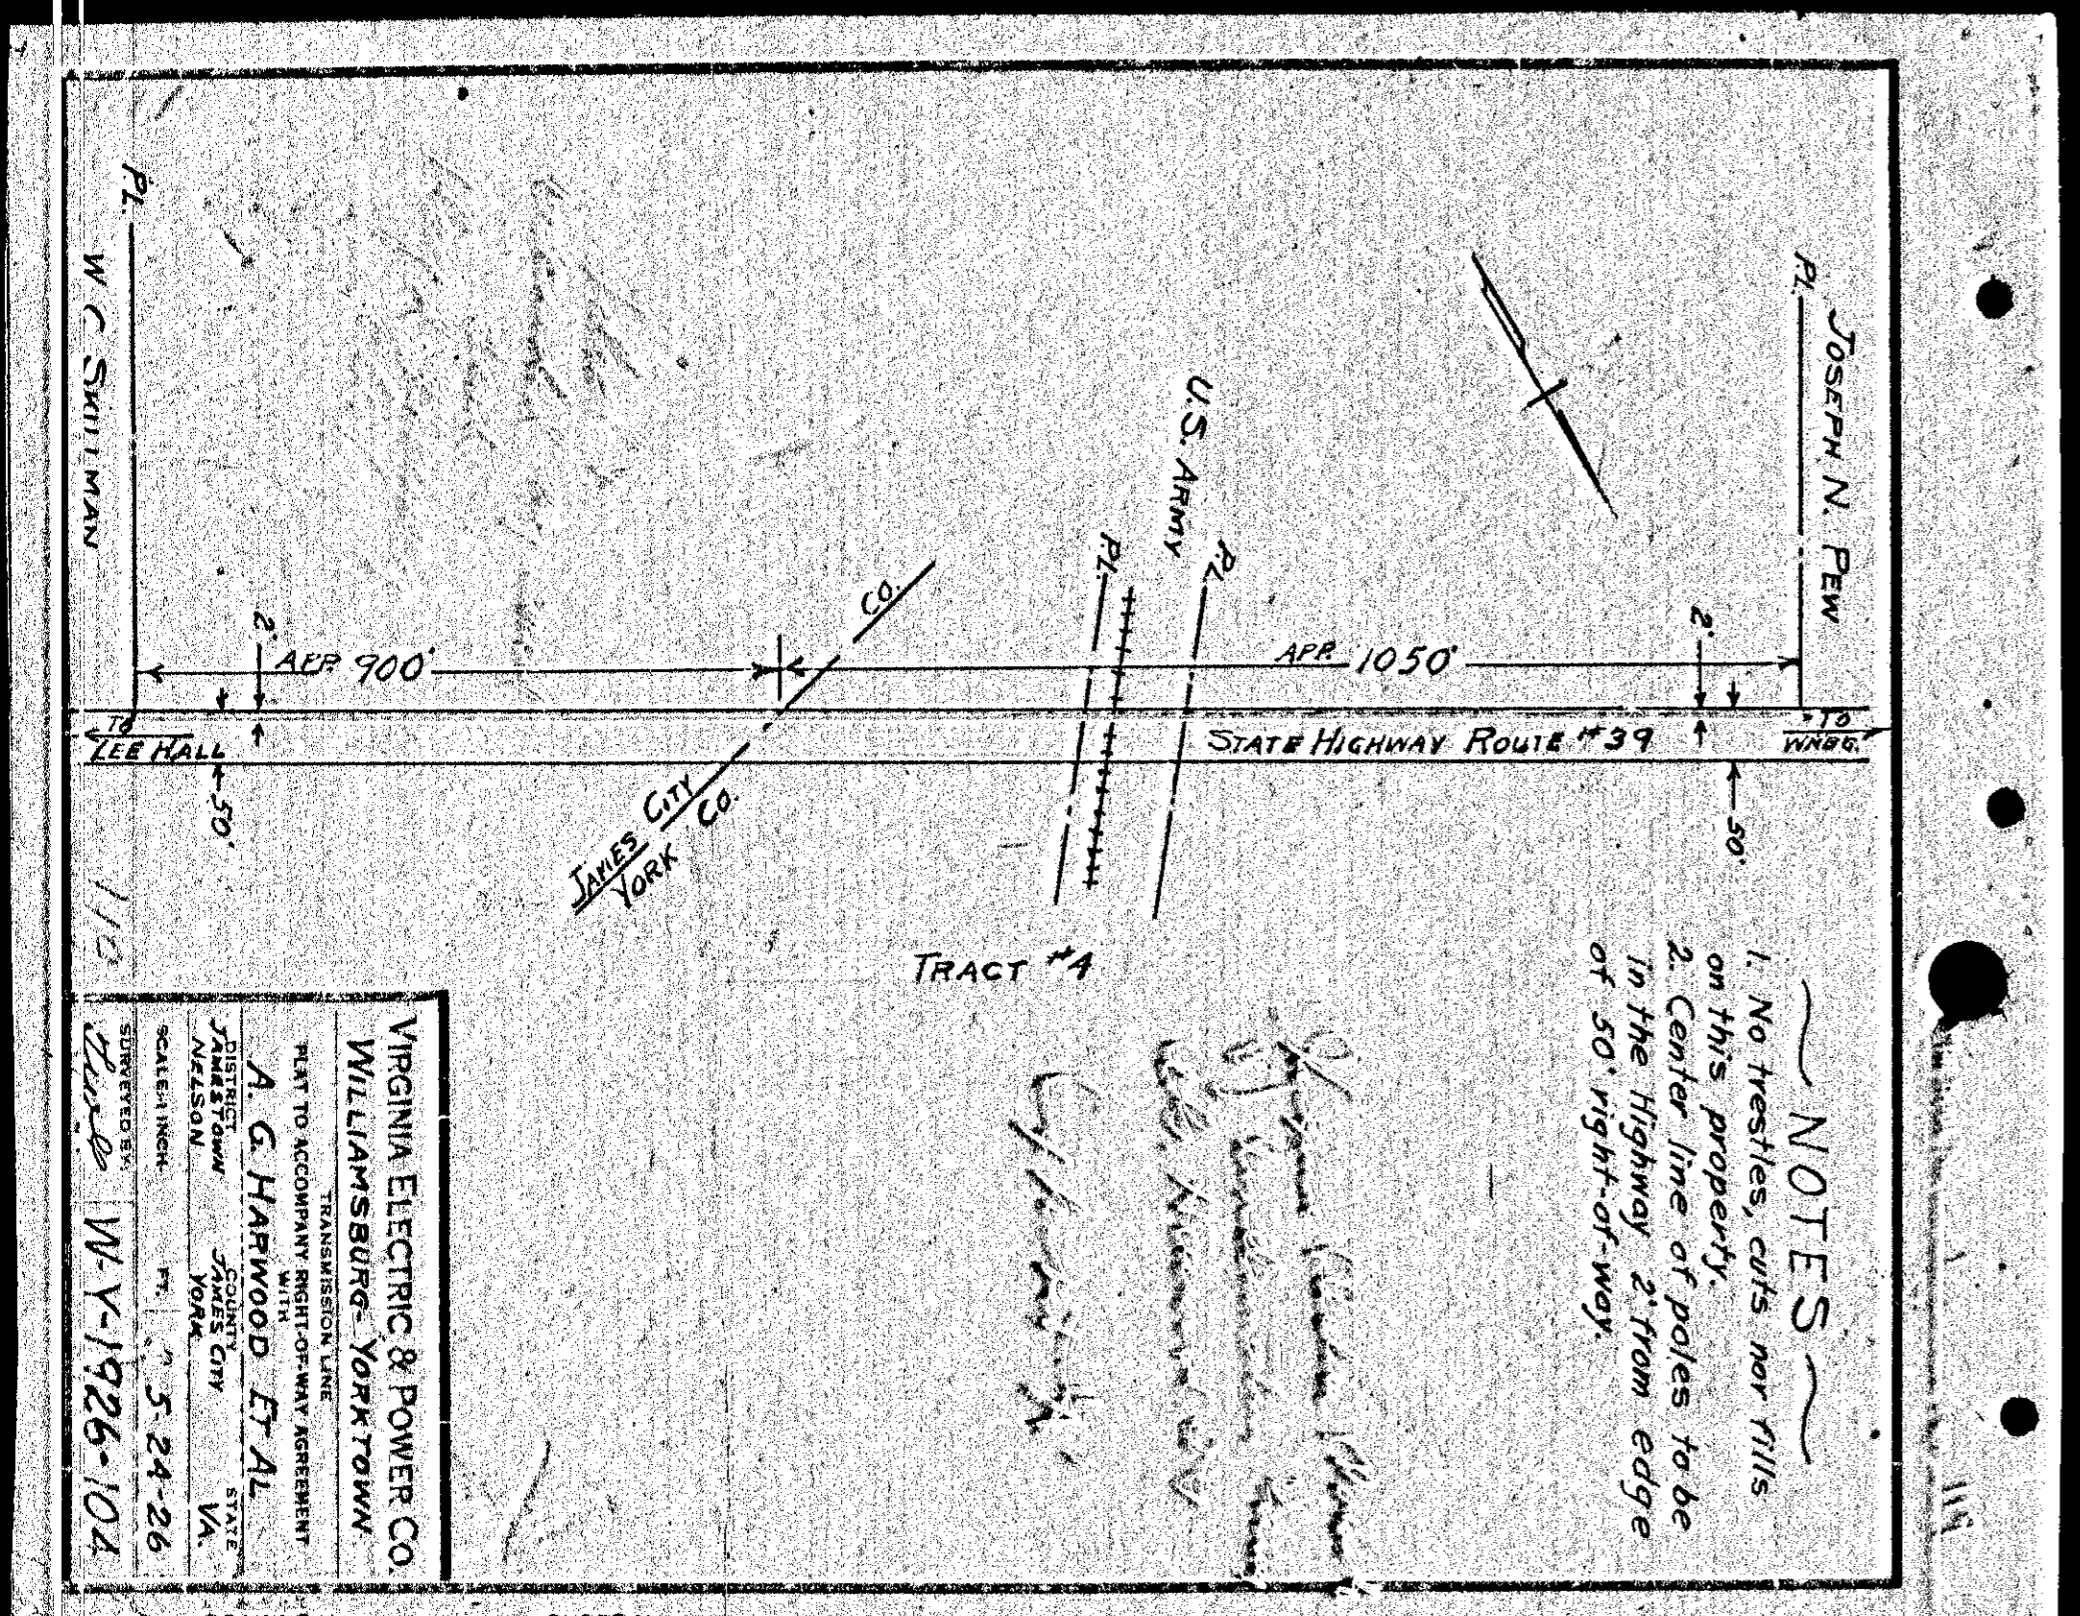 JOSEPH N. PEW
P.L.
NOTES
1. No trestles, cuts nor fills
on this property.
2. Center line of poles to be
in the Highway 2' from edge
of 50' right-of-way.
TO
WMBG.
2'
50'
APP. 1050'
STATE HIGHWAY ROUTE #39
U.S. ARMY
P.L.
P.L.
TRACT #4
CO.
JAMES CITY
YORK CO.
APP. 900'
2'
50'
TO
LEE HALL
P.L.
W C SKILLMAN
110
114
VIRGINIA ELECTRIC & POWER CO.
WILLIAMSBURG-YORKTOWN
TRANSMISSION LINE
PLAT TO ACCOMPANY RIGHT-OF-WAY AGREEMENT
WITH
A. G. HARWOOD ET AL
DISTRICT COUNTY STATE
JAMESTOWN JAMES CITY VA.
NELSON YORK
SCALE-1 INCH FT. 5-24-26
SURVEYED BY
W-Y-1926-104